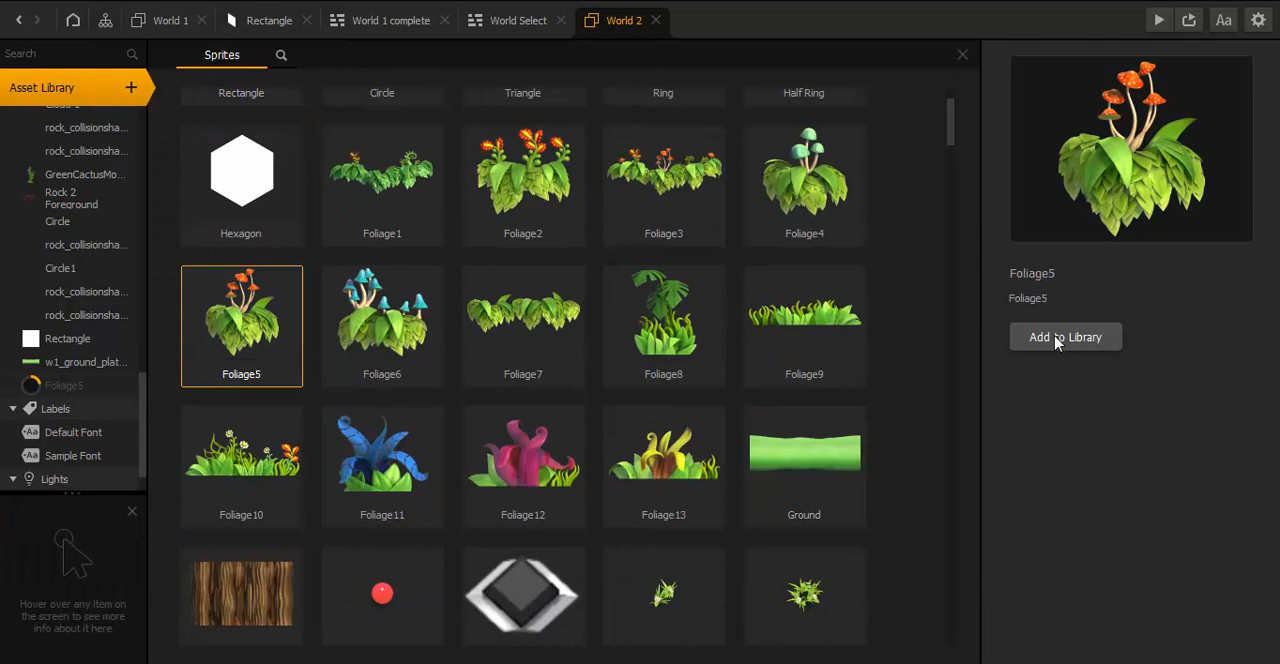 World 1
Rectangle
World 1 complete
World Select
World 2
Aa
Search
Sprites
Asset Library
+
Rectangle
Circle
Triangle
Ring
Half Ring
rock_collisionsha...
rock_collisionsha...
GreenCactusMo...
Rock 2
Foreground
Circle
rock_collisionsha...
Circle1
rock_collisionsha...
rock_collisionsha...
Rectangle
w1_ground_plat...
Foliage5
Labels
Aa Default Font
Aa Sample Font
Lights
Hover over any item on
the screen to see more
info about it here
Hexagon
Foliage1
Foliage2
Foliage3
Foliage4
Foliage5
Foliage6
Foliage7
Foliage8
Foliage9
Foliage10
Foliage11
Foliage12
Foliage13
Ground
Foliage5
Foliage5
Add to Library